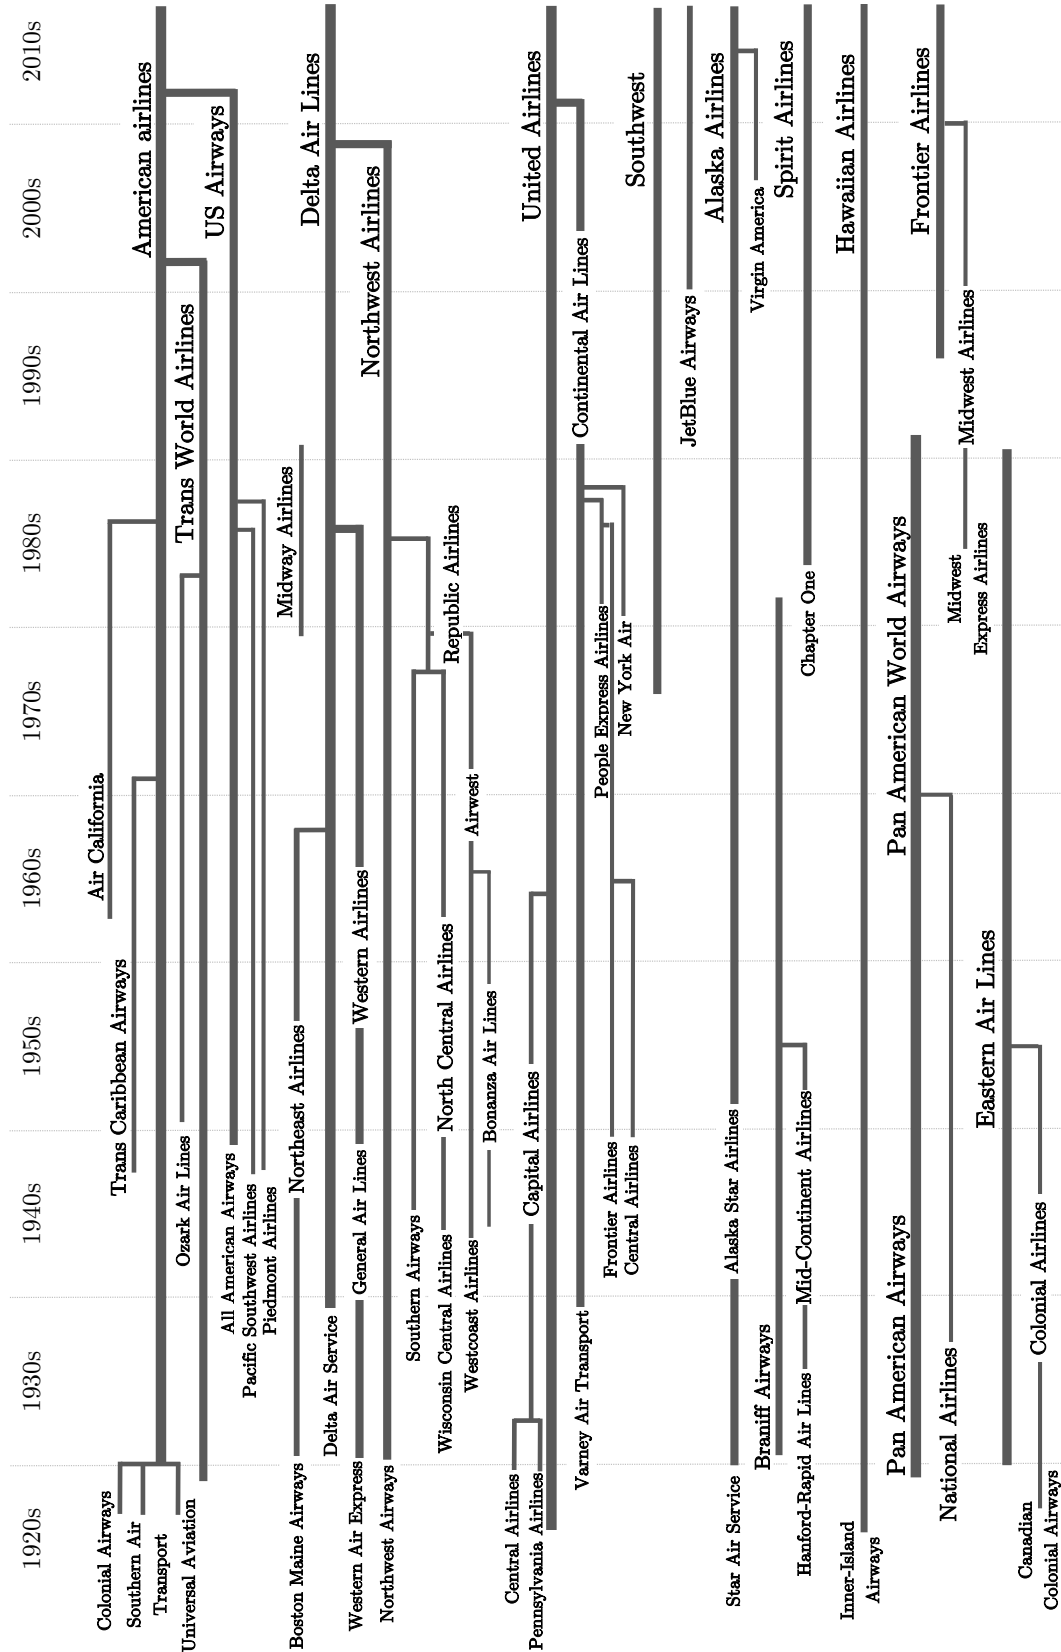 2010s
2000s
1990s
1980s
1970s
1960s
1950s
1940s
1930s
1920s
American airlines
US Airways
Trans World Airlines
Air California
Trans Caribbean Airways
Ozark Air Lines
All American Airways
Pacific Southwest Airlines
Piedmont Airlines
Colonial Airways
Southern Air
Transport
Universal Aviation
Delta Air Lines
Northwest Airlines
Midway Airlines
Republic Airlines
Airwest
Western Airlines
Northeast Airlines
North Central Airlines
Bonanza Air Lines
General Air Lines
Southern Airways
Wisconsin Central Airlines
Westcoast Airlines
Delta Air Service
Boston Maine Airways
Western Air Express
Northwest Airways
United Airlines
Continental Air Lines
People Express Airlines
New York Air
Capital Airlines
Frontier Airlines
Central Airlines
Varney Air Transport
Central Airlines
Pennsylvania Airlines
Southwest
JetBlue Airways
Alaska Airlines
Virgin America
Alaska Star Airlines
Star Air Service
Spirit Airlines
Chapter One
Braniff Airways
Mid-Continent Airlines
Hanford-Rapid Air Lines
Hawaiian Airlines
Inner-Island
Airways
Frontier Airlines
Midwest Airlines
Midwest
Express Airlines
Pan American World Airways
Pan American Airways
National Airlines
Eastern Air Lines
Colonial Airlines
Canadian
Colonial Airways